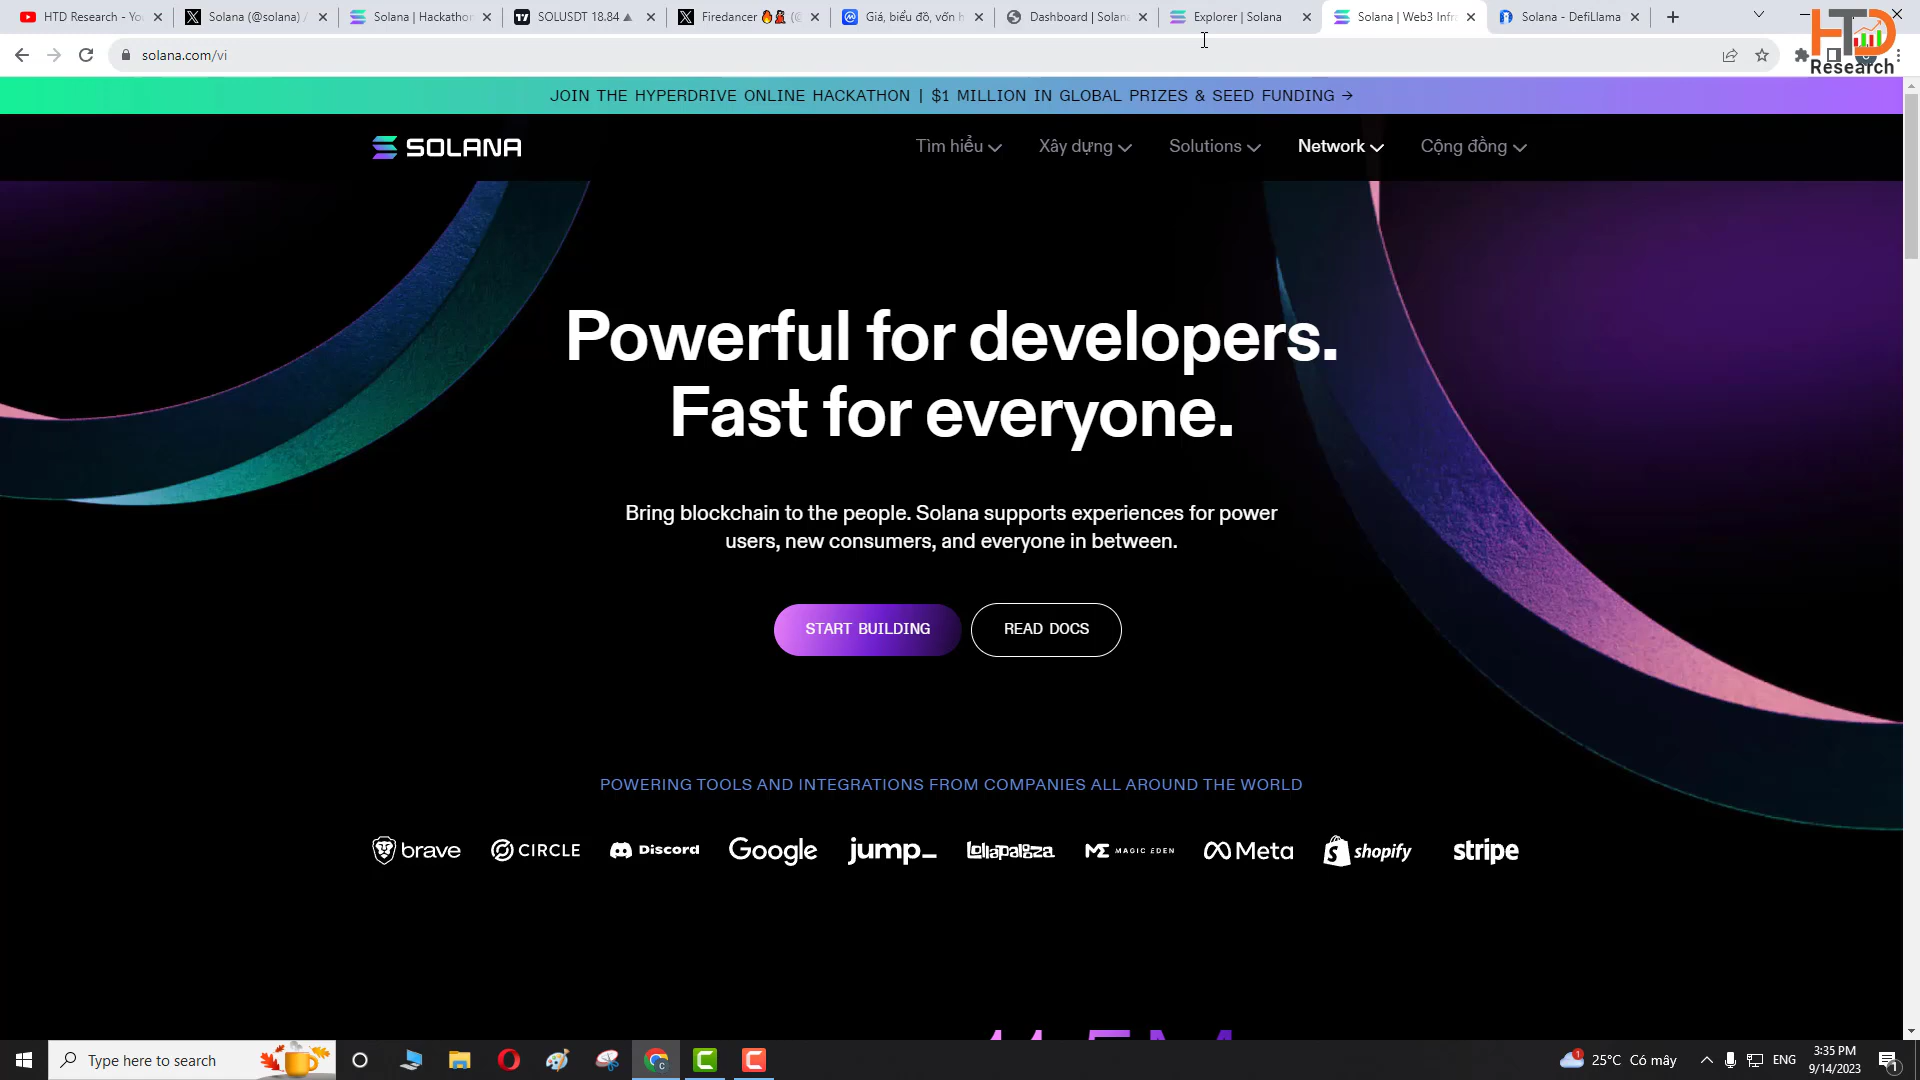 HTD Research - Yo
Solana (@solana) /
Solana | Hackathon
SOLUSDT 18.84
Firedancer
Giá, biểu đồ, vốn h
Dashboard | Solana
Explorer | Solana
Solana | Web3 Infr
Solana - DefiLlama
solana.com/vi
HTD
Research
JOIN THE HYPERDRIVE ONLINE HACKATHON | $1 MILLION IN GLOBAL PRIZES & SEED FUNDING →
SOLANA
Tìm hiểu
Xây dựng
Solutions
Network
Cộng đồng
Powerful for developers.
Fast for everyone.
Bring blockchain to the people. Solana supports experiences for power
users, new consumers, and everyone in between.
START BUILDING
READ DOCS
POWERING TOOLS AND INTEGRATIONS FROM COMPANIES ALL AROUND THE WORLD
brave
CIRCLE
Discord
Google
jump_
Lollapalooza
ME MAGIC EDEN
Meta
shopify
stripe
Type here to search
1
25°C Có mây
ENG
3:35 PM
9/14/2023
1